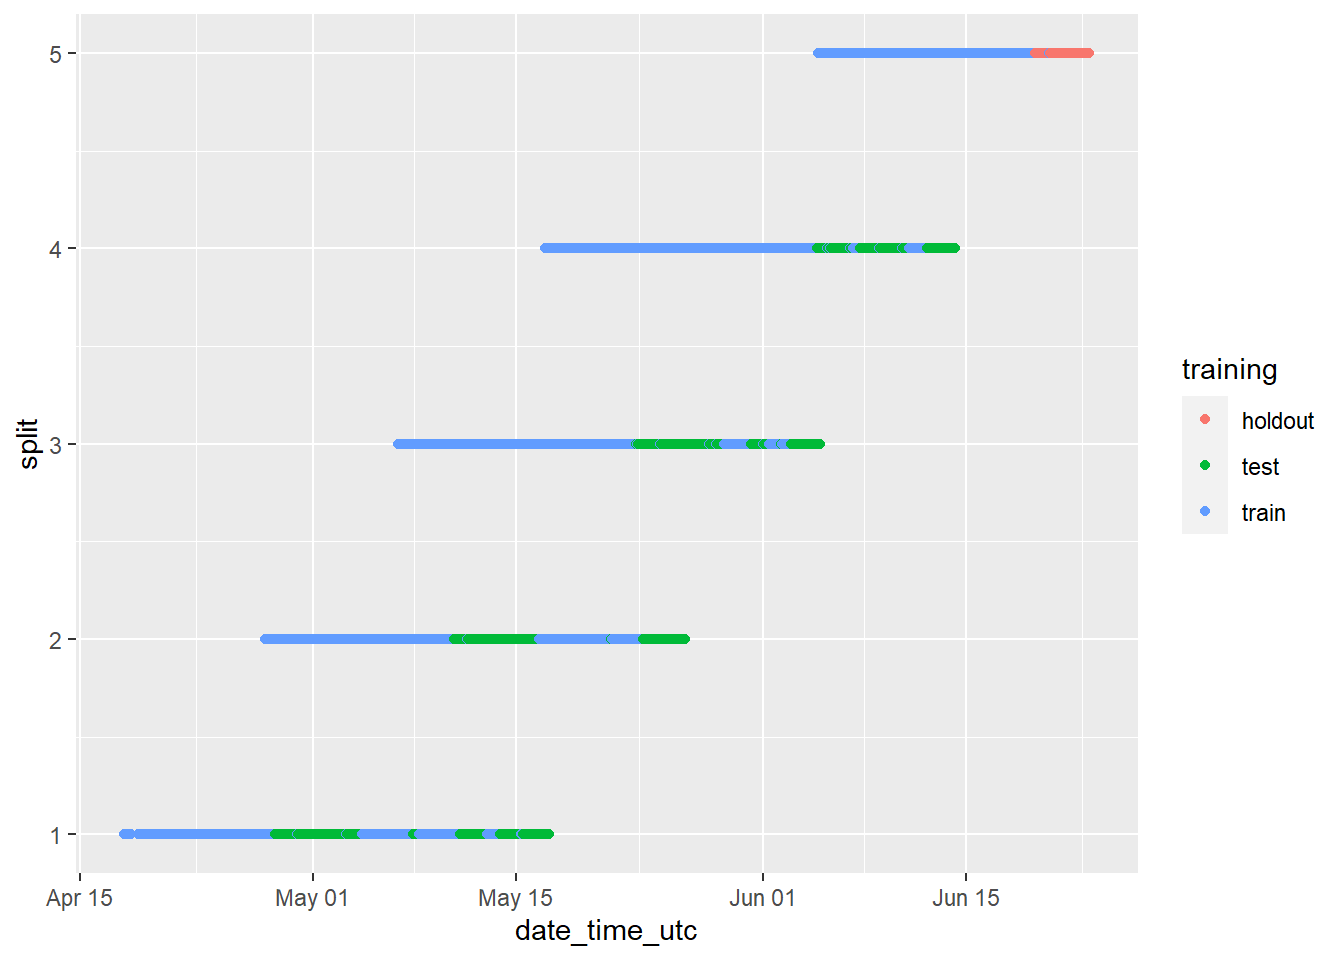 5
4
3
2
1
split
Apr 15 May 01 May 15 Jun 01 Jun 15
date_time_utc
training
holdout
test
train